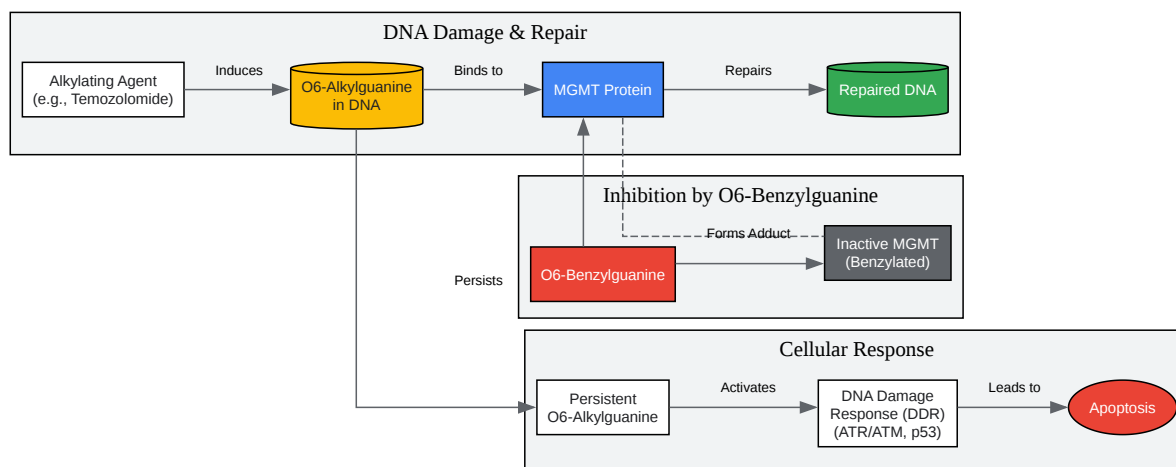 DNA Damage & Repair
Alkylating Agent
(e.g., Temozolomide)
Induces
O6-Alkylguanine
in DNA
Binds to
MGMT Protein
Repairs
Repaired DNA
Inhibition by O6-Benzylguanine
O6-Benzylguanine
Forms Adduct
Inactive MGMT
(Benzylated)
Persists
Cellular Response
Persistent
O6-Alkylguanine
Activates
DNA Damage
Response (DDR)
(ATR/ATM, p53)
Leads to
Apoptosis